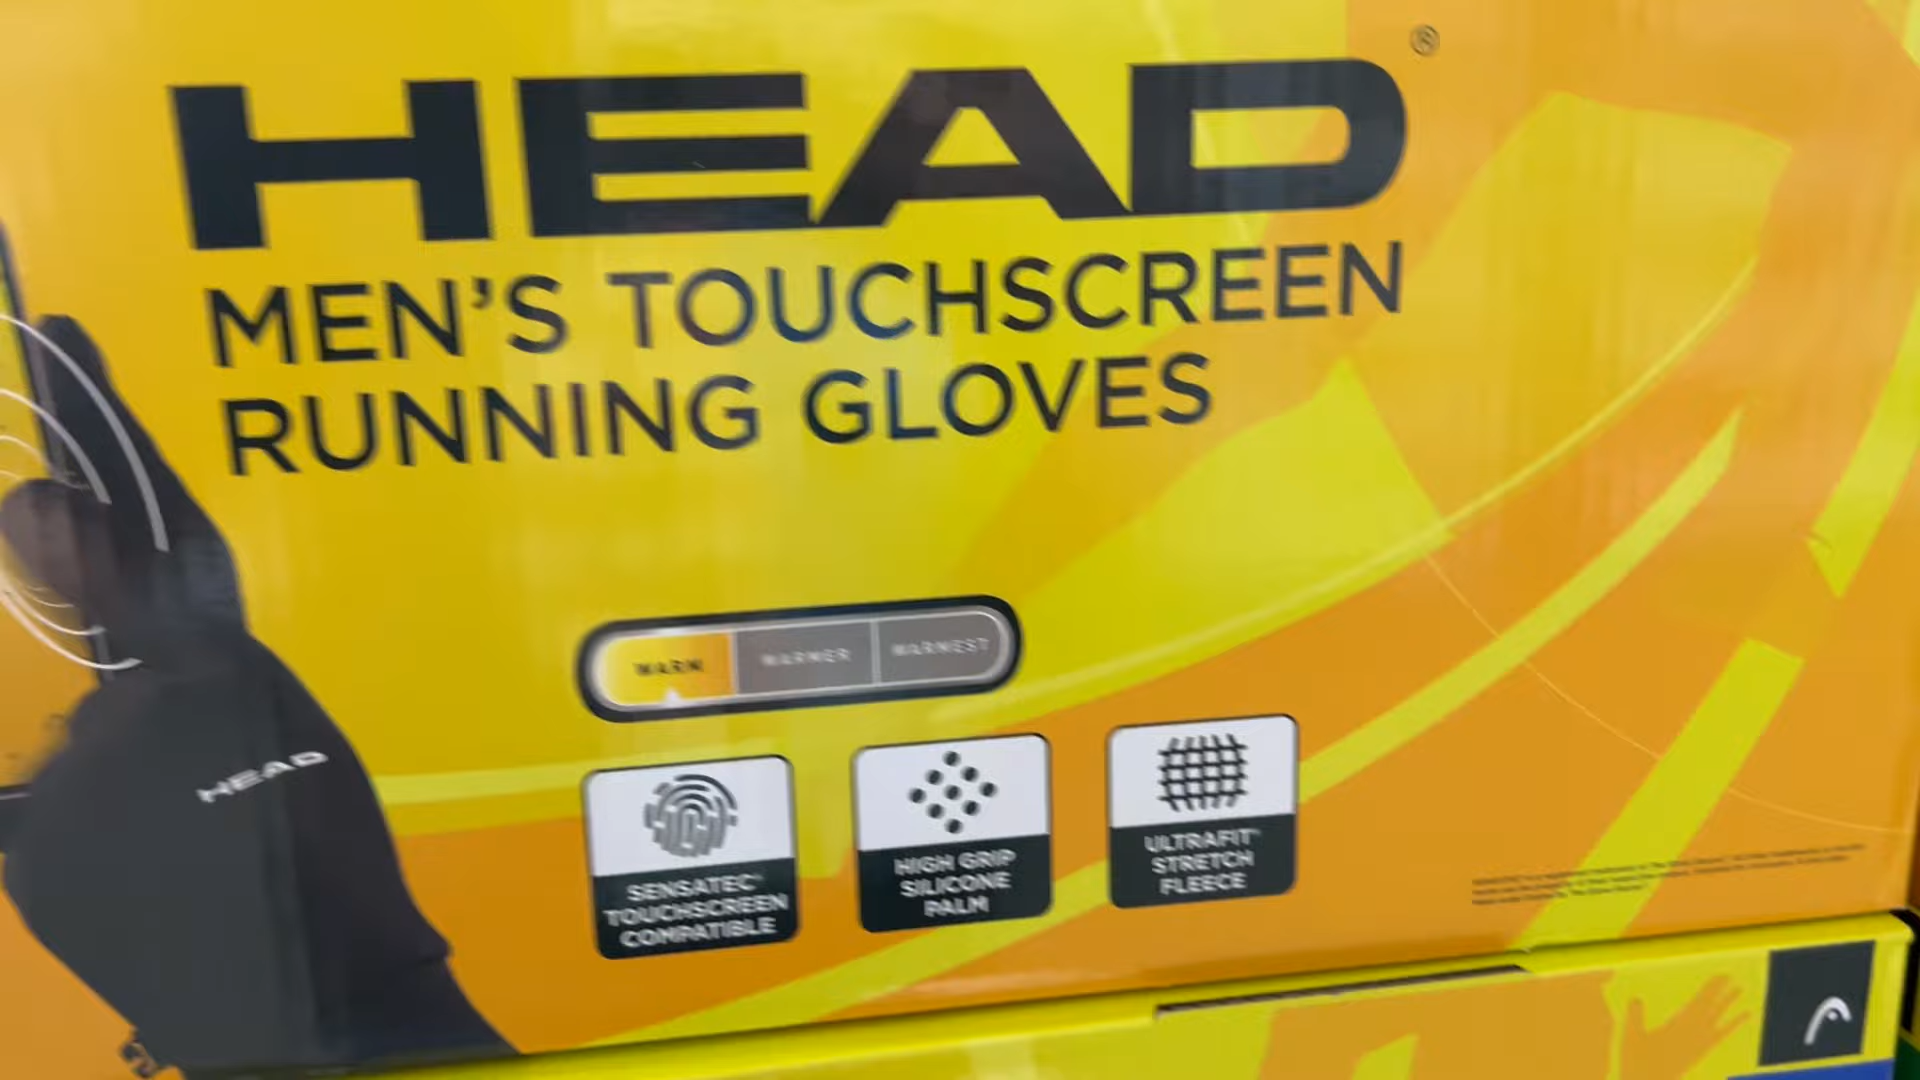 HEAD®
MEN'S TOUCHSCREEN
RUNNING GLOVES
WARM WARMER WARMEST
HEAD
SENSATEC®
TOUCHSCREEN
COMPATIBLE
HIGH GRIP
SILICONE
PALM
ULTRAFIT®
STRETCH
FLEECE